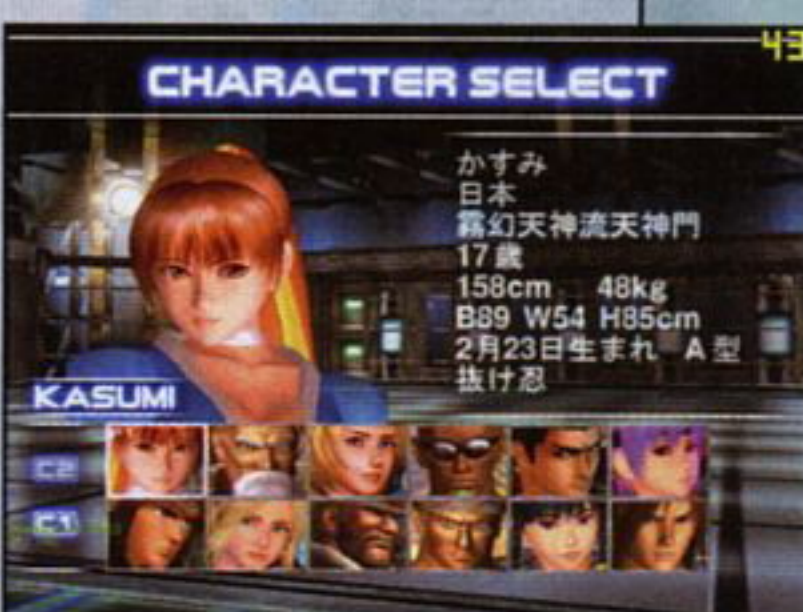 43
CHARACTER SELECT
かすみ
日本
霧幻天神流天神門
17歳
158cm 48kg
B89 W54 H85cm
2月23日生まれ A型
抜け忍
KASUMI
C2
C1